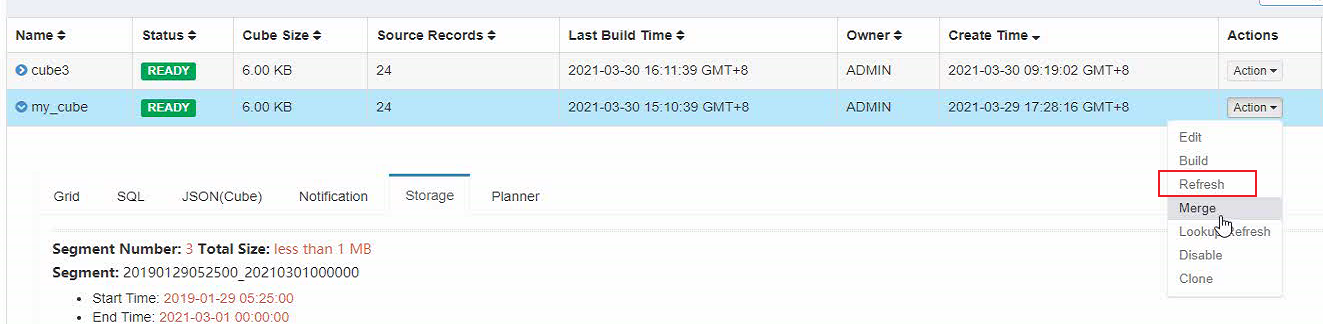 Name Status Cube Size Source Records Last Build Time Owner Create Time Actions
cube3 READY 6.00 KB 24 2021-03-30 16:11:39 GMT+8 ADMIN 2021-03-30 09:19:02 GMT+8 Action
my_cube READY 6.00 KB 24 2021-03-30 15:10:39 GMT+8 ADMIN 2021-03-29 17:28:16 GMT+8 Action
Edit
Build
Refresh
Merge
Lookup Refresh
Disable
Clone
Grid SQL JSON(Cube) Notification Storage Planner
Segment Number: 3 Total Size: less than 1 MB
Segment: 20190129052500_20210301000000
• Start Time: 2019-01-29 05:25:00
• End Time: 2021-03-01 00:00:00